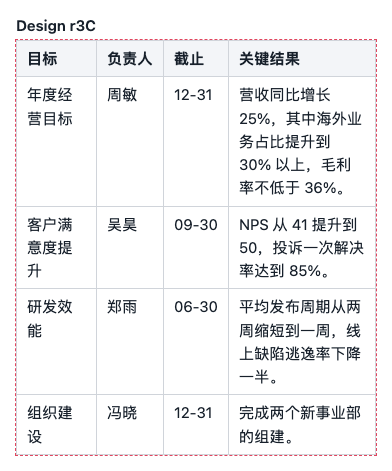 Design r3C
目标 负责人 截止 关键结果
年度经 周敏 12-31 营收同比增长
营目标 25%，其中海外业
务占比提升到
30% 以上，毛利
率不低于 36%。
客户满 吴昊 09-30 NPS 从 41 提升到
意度提 50，投诉一次解决
升 率达到 85%。
研发效 郑雨 06-30 平均发布周期从两
能 周缩短到一周，线
上缺陷逃逸率下降
一半。
组织建 冯晓 12-31 完成两个新事业部
设 的组建。